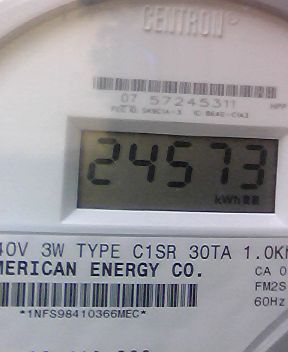 CENTRON
07 57245311
24573
kWh
40V 3W TYPE C1SR 30TA 1.0K
MERICAN ENERGY CO.
CA 0
FM2S
60Hz
*1NFS98410366MEC*